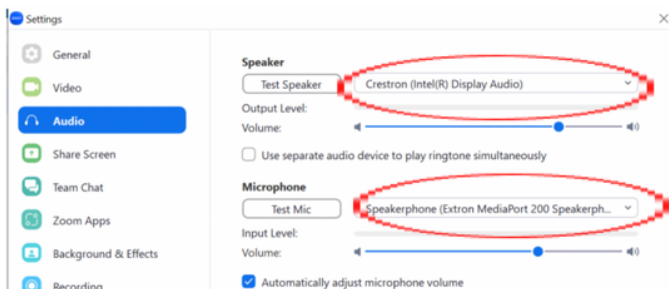 Settings
General
Video
Audio
Share Screen
Team Chat
Zoom Apps
Background & Effects
Recording
Speaker
Test Speaker
Crestron (Intel(R) Display Audio)
Output Level:
Volume:
Use separate audio device to play ringtone simultaneously
Microphone
Test Mic
Speakerphone (Extron MediaPort 200 Speakerph...
Input Level:
Volume:
Automatically adjust microphone volume